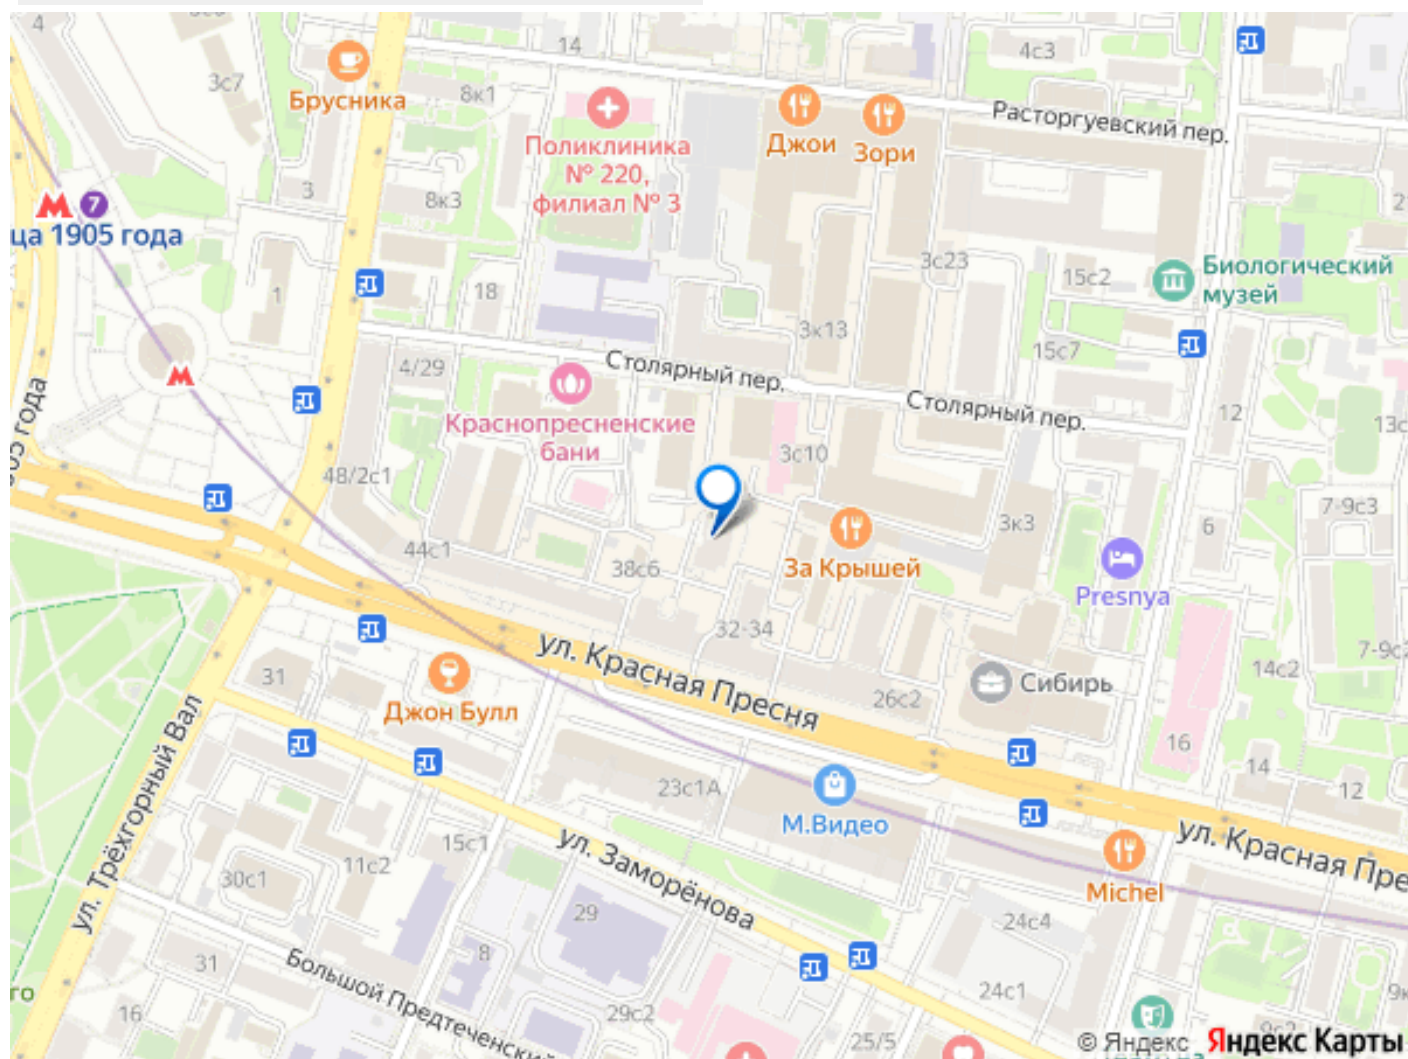 4
14
4с3
3с7
Брусника
8к1
Расторгуевский пер.
Поликлиника
№ 220,
филиал № 3
Джои
Зори
3
8к3
7
ца 1905 года
3с23
15с2
Биологический
музей
1
18
3к13
15с7
4/29
Столярный пер.
Столярный пер.
12
Краснопресненские
бани
3с10
48/2с1
7-9с3
3к3
6
44с1
38с6
За Крышей
Presnya
32-34
ул. Красная Пресня
14с2
31
Сибирь
26с2
Джон Булл
16
14
12
23с1А
М.Видео
ул. Трёхгорный Вал
15с1
ул. Заморёнова
ул. Красная Пре
11с2
30с1
Michel
29
24с4
8
31
Большой Предтеченский
24с1
го
16
29с2
25/5
© Яндекс Яндекс Карты